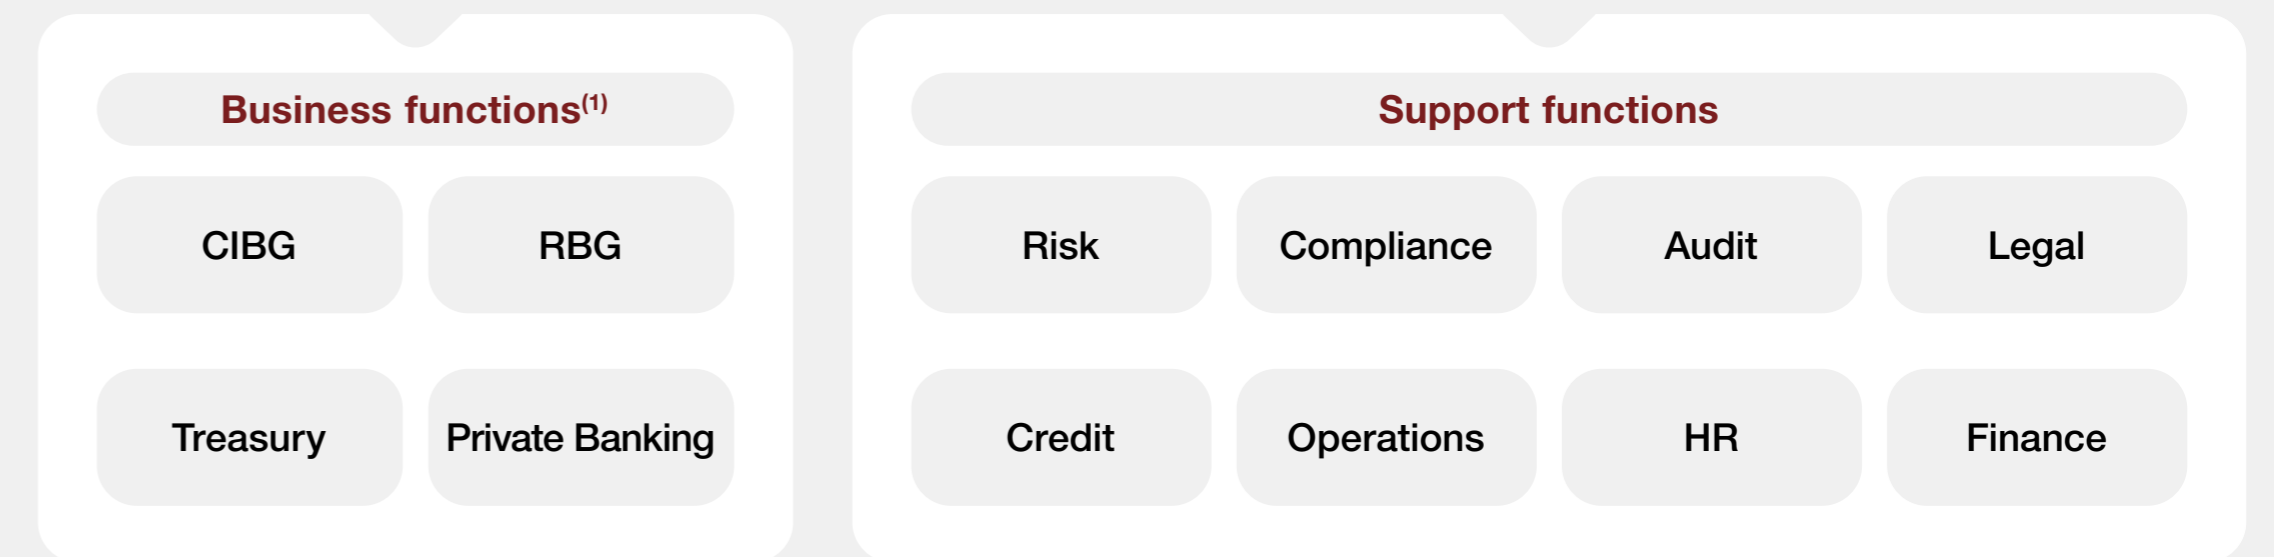 Business functions(1)
CIBG
RBG
Treasury
Private Banking
Support functions
Risk
Compliance
Audit
Legal
Credit
Operations
HR
Finance